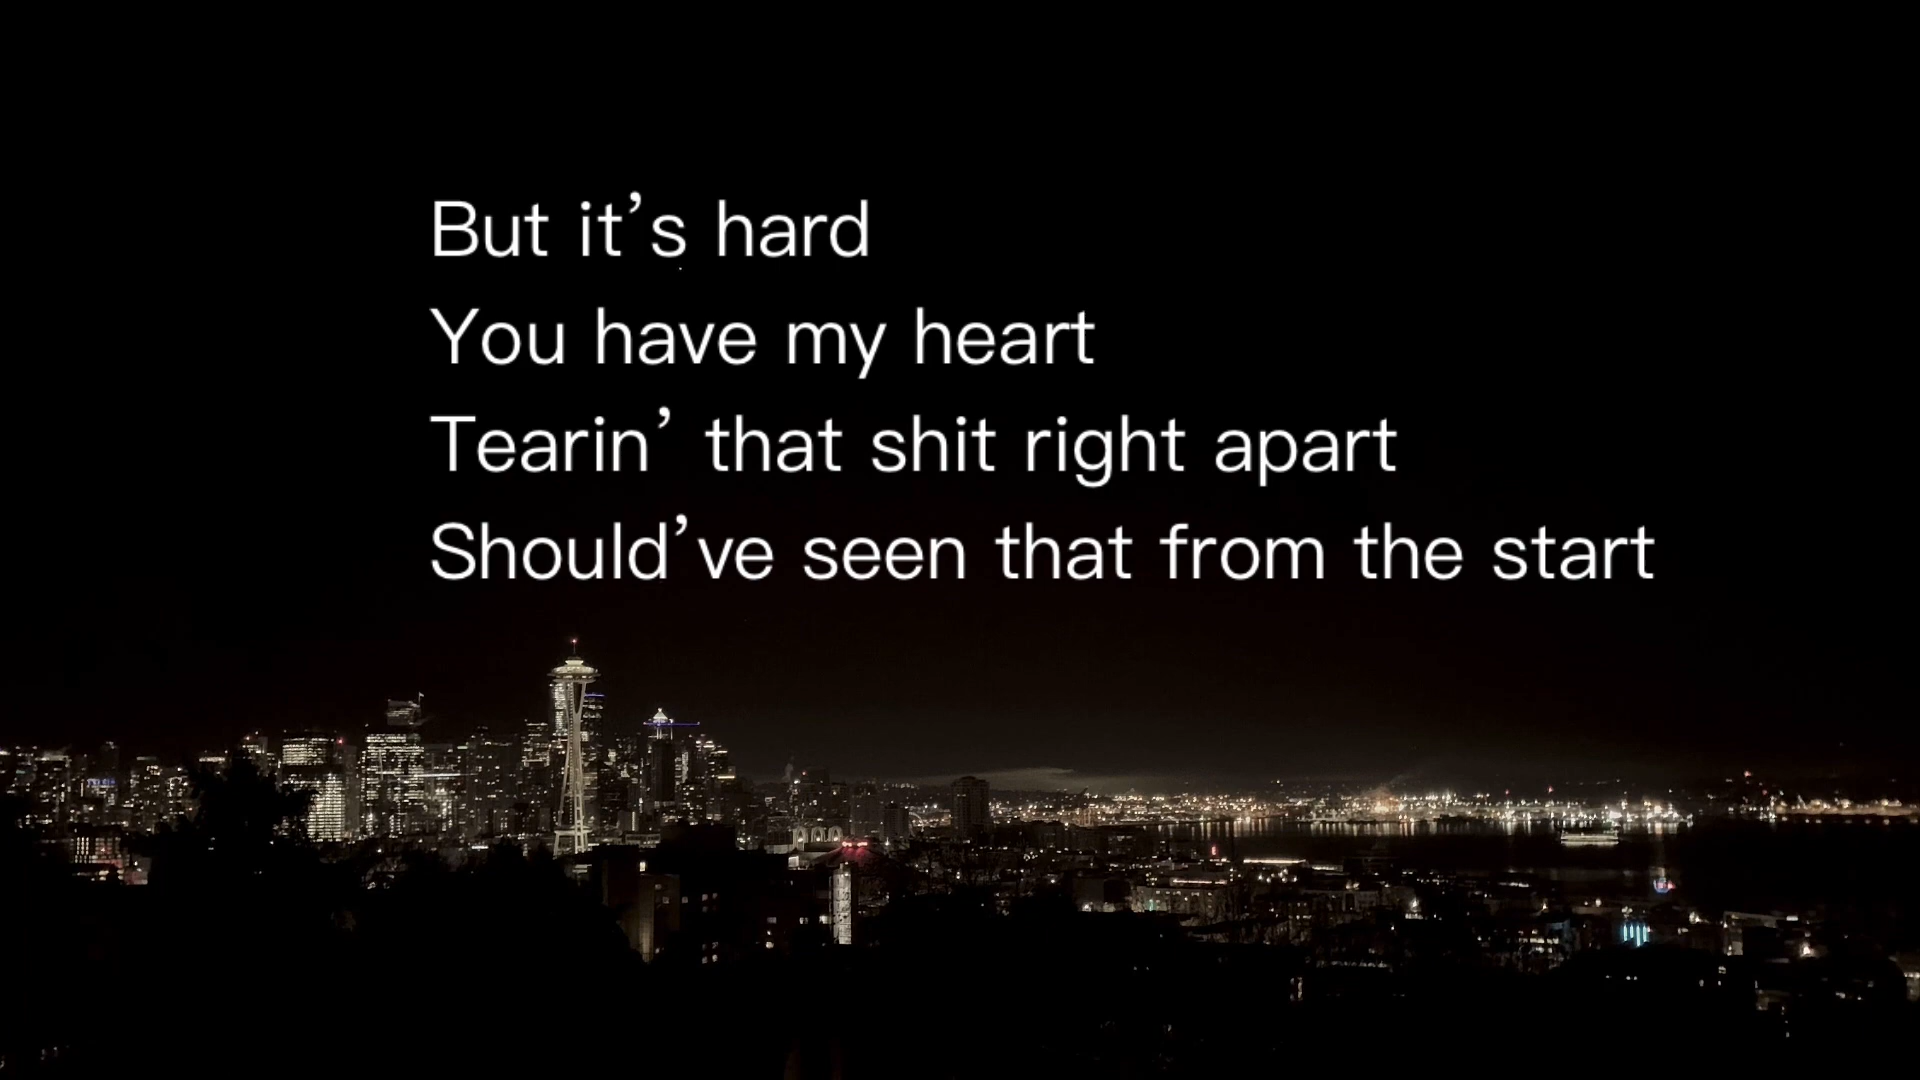 But it’s hard
You have my heart
Tearin’ that shit right apart
Should’ve seen that from the start